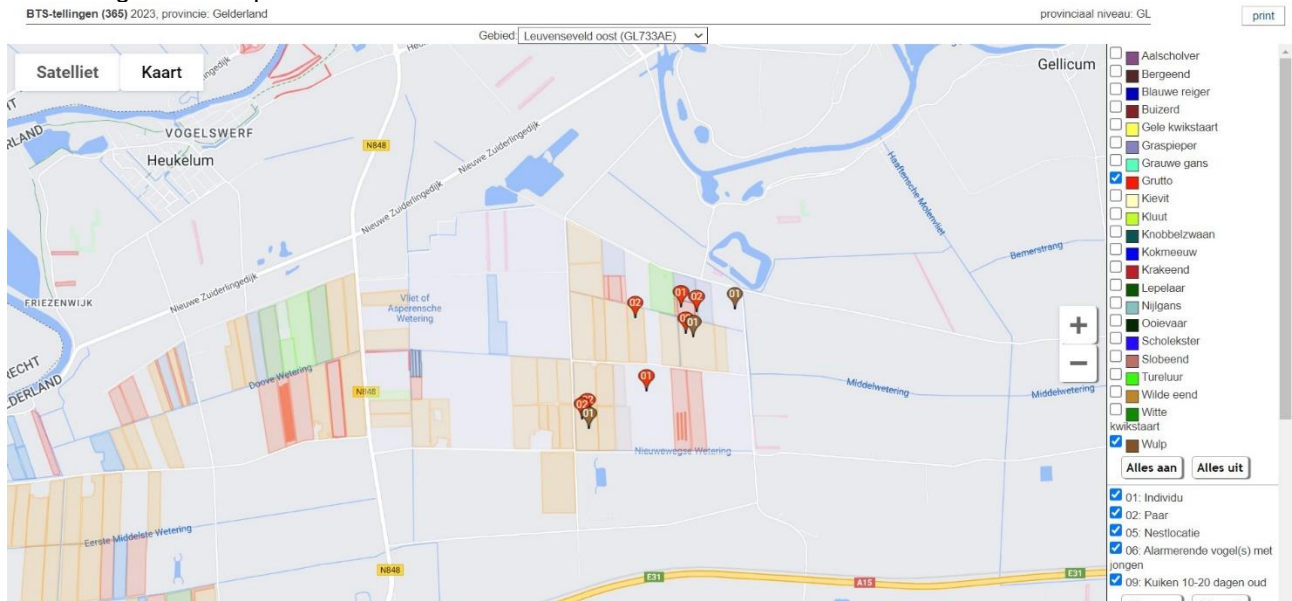 BTS-tellingen (365) 2023, provincie: Gelderland
provinciaal niveau: GL
print
Gebied: Leuvenseveld oost (GL733AE)
Satelliet
Kaart
Gellicum
VOGELSWERF
Heukelum
N848
Nieuwe Zuiderlingedijk
Nieuwe Zuiderlingedijk
Nieuwe Zuiderlingedijk
Nieuwe Zuiderlingedijk
Haaftensche Molenvliet
Bemerstrang
FRIEZENWIJK
Vliet of
Asperensche
Wetering
Doove Wetering
N848
Middelwetering
Middelwetering
Nieuwewegse Wetering
Eerste Middelste Wetering
N848
E31
A15
E31
02
01
02
01
01
01
02
01
+
−
Aalscholver
Bergeend
Blauwe reiger
Buizerd
Gele kwikstaart
Graspieper
Grauwe gans
Grutto
Kievit
Kluut
Knobbelzwaan
Kokmeeuw
Krakeend
Lepelaar
Nijlgans
Ooievaar
Scholekster
Slobeend
Tureluur
Wilde eend
Witte
kwikstaart
Wulp
Alles aan
Alles uit
01: Individu
02: Paar
05: Nestlocatie
06: Alarmerende vogel(s) met
jongen
09: Kuiken 10-20 dagen oud